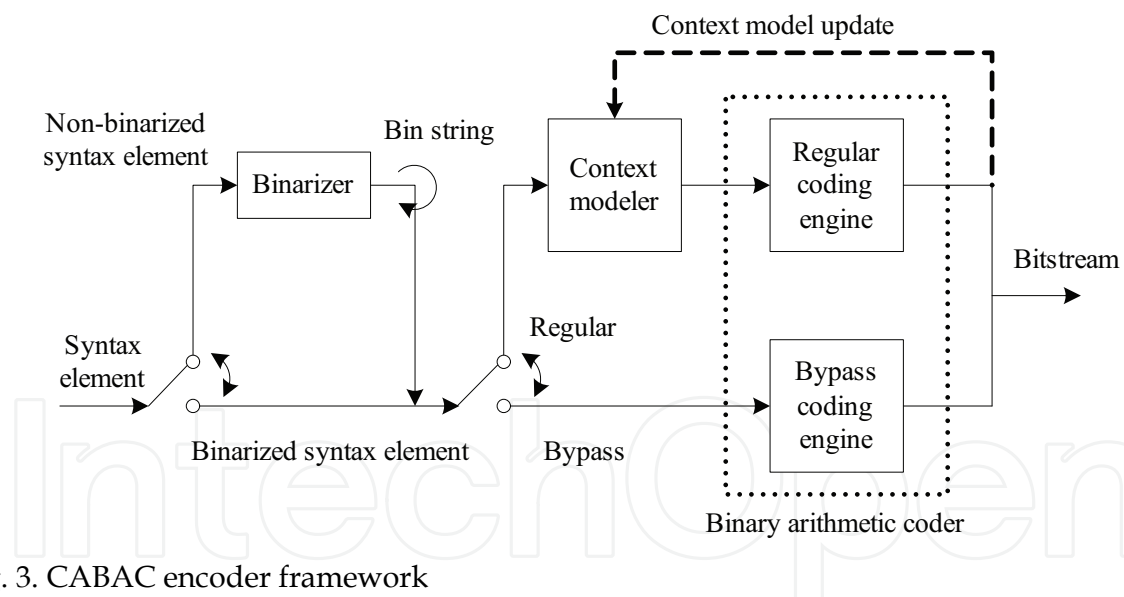 Context model update
Non-binarized
syntax element
Bin string
Binarizer
Context
modeler
Regular
coding
engine
Bitstream
Syntax
element
Regular
Bypass
coding
engine
Binarized syntax element
Bypass
Binary arithmetic coder
IntechOpen
. 3. CABAC encoder framework